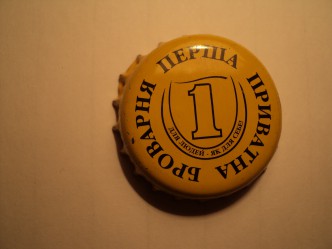 ПЕРША ПРИВАТНА БРОВАРНЯ
1
ДЛЯ ЛЮДЕЙ - ЯК ДЛЯ СЕБЕ